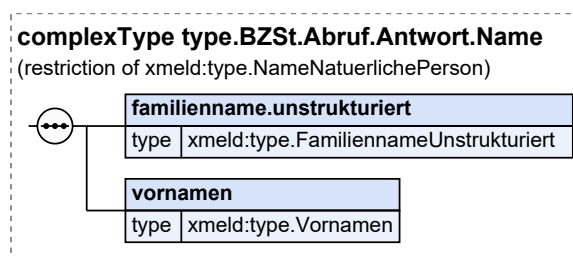 complexType type.BZSt.Abruf.Antwort.Name
(restriction of xmeld:type.NameNatuerlichePerson)
familienname.unstrukturiert
type xmeld:type.FamiliennameUnstrukturiert
vornamen
type xmeld:type.Vornamen